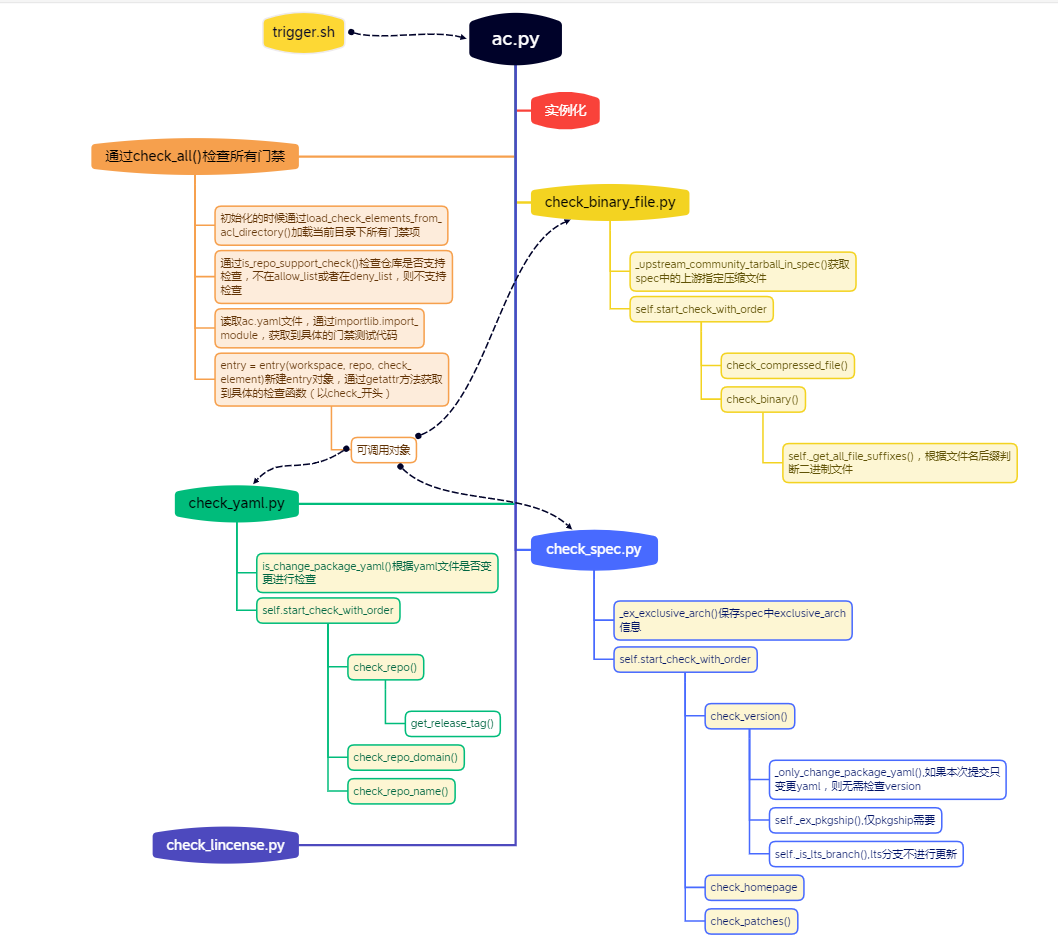 trigger.sh
ac.py
实例化
通过check_all()检查所有门禁
初始化的时候通过load_check_elements_from_
acl_directory()加载当前目录下所有门禁项
通过is_repo_support_check()检查仓库是否支持
检查，不在allow_list或者在deny_list，则不支持
检查
读取ac.yaml文件，通过importlib.import_
module，获取到具体的门禁测试代码
entry = entry(workspace, repo, check_
element)新建entry对象，通过getattr方法获取
到具体的检查函数（以check_开头）
可调用对象
check_binary_file.py
_upstream_community_tarball_in_spec()获取
spec中的上游指定压缩文件
self.start_check_with_order
check_compressed_file()
check_binary()
self._get_all_file_suffixes()，根据文件名后缀判
断二进制文件
check_yaml.py
is_change_package_yaml()根据yaml文件是否变
更进行检查
self.start_check_with_order
check_repo()
get_release_tag()
check_repo_domain()
check_repo_name()
check_spec.py
_ex_exclusive_arch()保存spec中exclusive_arch
信息
self.start_check_with_order
check_version()
_only_change_package_yaml(),如果本次提交只
变更yaml，则无需检查version
self._ex_pkgship(),仅pkgship需要
self._is_lts_branch(),lts分支不进行更新
check_homepage
check_patches()
check_lincense.py